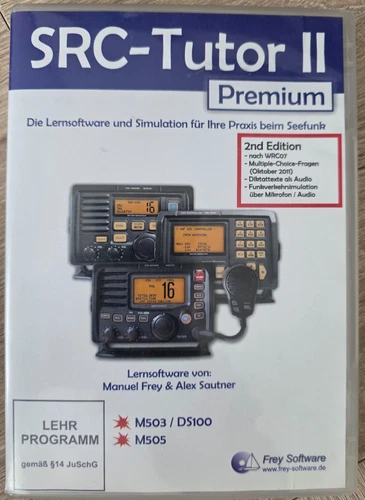 SRC-Tutor II
Premium
Die Lernsoftware und Simulation für Ihre Praxis beim Seefunk
2nd Edition
- nach WRC07
- Multiple-Choice-Fragen
(Oktober 2011)
- Diktattexte als Audio
- Funkverkehrsimulation
über Mikrofon / Audio
16
16
Lernsoftware von:
Manuel Frey & Alex Sautner
M503 / DS100
M505
LEHR
PROGRAMM
gemäß §14 JuSchG
Frey Software
www.frey-software.de